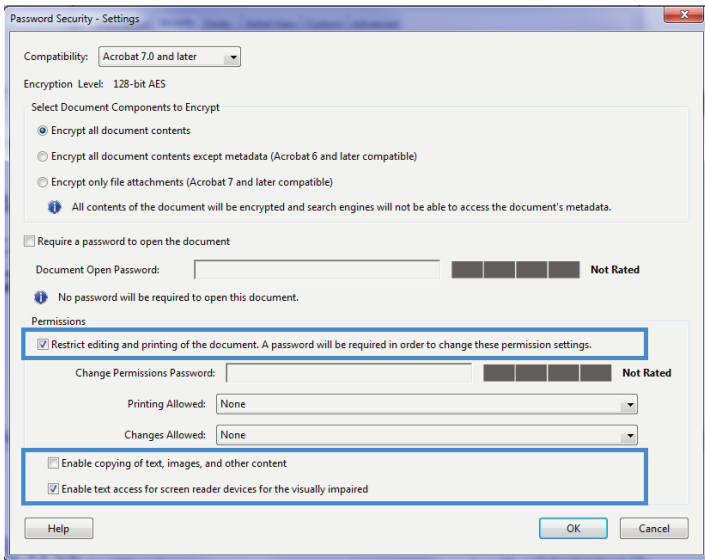 Password Security - Settings
Compatibility: Acrobat 7.0 and later
Encryption Level: 128-bit AES
Select Document Components to Encrypt
Encrypt all document contents
Encrypt all document contents except metadata (Acrobat 6 and later compatible)
Encrypt only file attachments (Acrobat 7 and later compatible)
All contents of the document will be encrypted and search engines will not be able to access the document's metadata.
Require a password to open the document
Document Open Password: Not Rated
No password will be required to open this document.
Permissions
Restrict editing and printing of the document. A password will be required in order to change these permission settings.
Change Permissions Password: Not Rated
Printing Allowed: None
Changes Allowed: None
Enable copying of text, images, and other content
Enable text access for screen reader devices for the visually impaired
Help OK Cancel